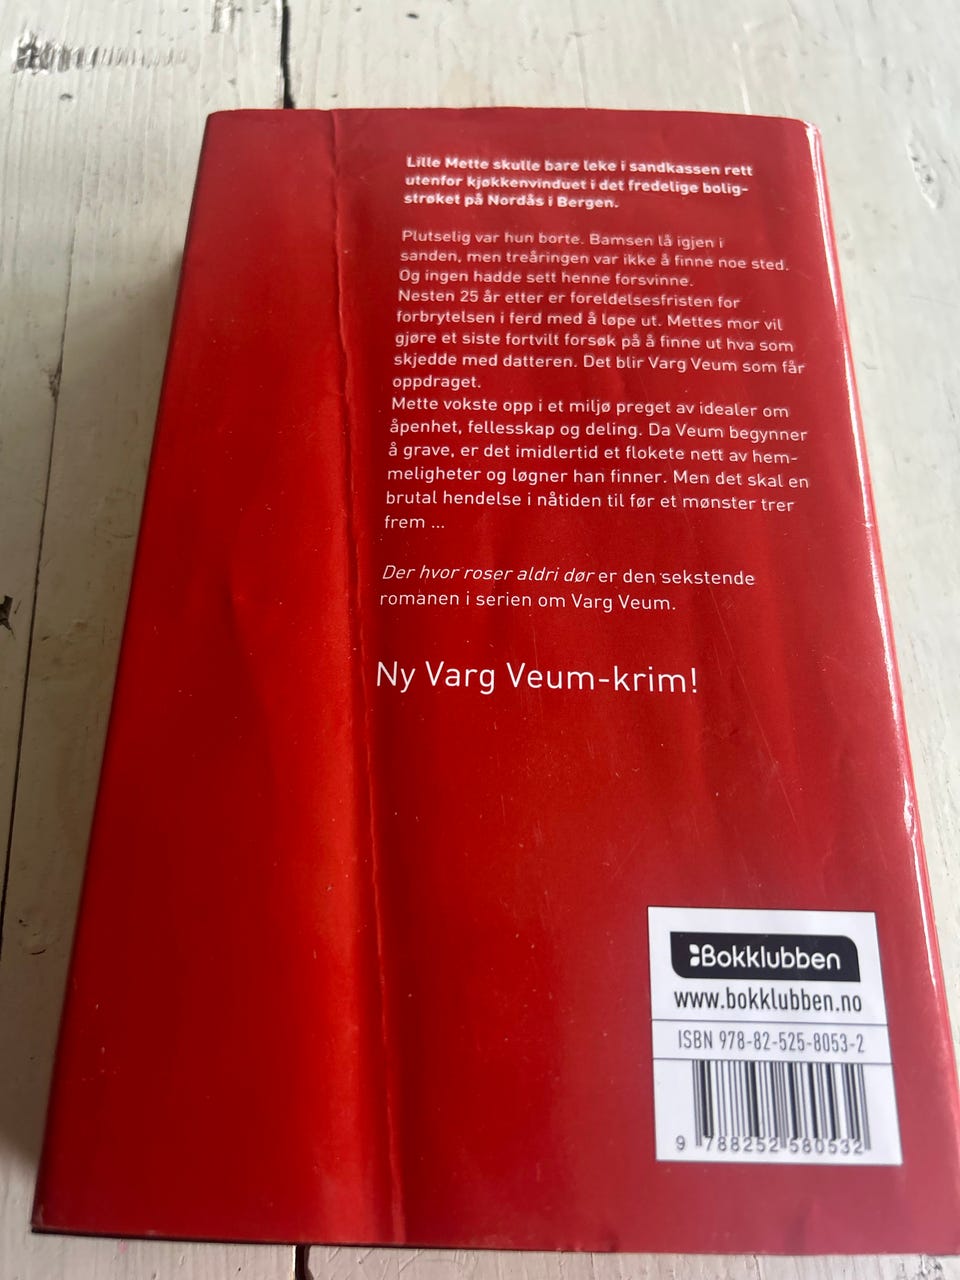 Lille Mette skulle bare leke i sandkassen rett
utenfor kjøkkenvinduet i det fredelige bolig-
strøket på Nordås i Bergen.
Plutselig var hun borte. Bamsen lå igjen i
sanden, men treåringen var ikke å finne noe sted.
Og ingen hadde sett henne forsvinne.
Nesten 25 år etter er foreldelsesfristen for
forbrytelsen i ferd med å løpe ut. Mettes mor vil
gjøre et siste fortvilt forsøk på å finne ut hva som
skjedde med datteren. Det blir Varg Veum som får
oppdraget.
Mette vokste opp i et miljø preget av idealer om
åpenhet, fellesskap og deling. Da Veum begynner
å grave, er det imidlertid et flokete nett av hem-
meligheter og løgner han finner. Men det skal en
brutal hendelse i nåtiden til før et mønster trer
frem ...
Der hvor roser aldri dør er den sekstende
romanen i serien om Varg Veum.
Ny Varg Veum-krim!
Bokklubben
www.bokklubben.no
ISBN 978-82-525-8053-2
9 788252 580532